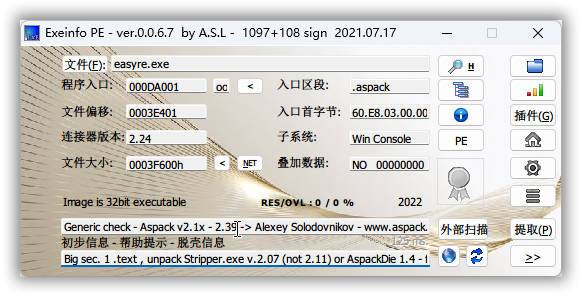 Exeinfo PE - ver.0.0.6.7 by A.S.L - 1097+108 sign 2021.07.17
文件(F): easyre.exe
H
程序入口: 000DA001 oc < 入口区段: .aspack
文件偏移: 0003E401 入口首字节: 60.E8.03.00.00
插件(G)
连接器版本: 2.24 子系统: Win Console
PE
文件大小: 0003F600h < NET 叠加数据: NO 00000000
Image is 32bit executable RES/OVL : 0 / 0 % 2022
Generic check - Aspack v2.1x - 2.39 -> Alexey Solodovnikov - www.aspack.
外部扫描 提取(P)
初步信息 - 帮助提示 - 脱壳信息
Big sec. 1 .text , unpack Stripper.exe v.2.07 (not 2.11) or AspackDie 1.4 -
>>